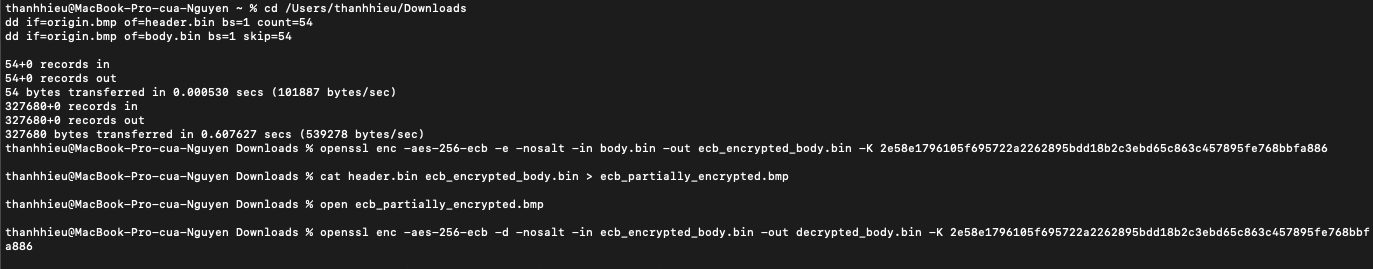 thanhhieu@MacBook-Pro-cua-Nguyen ~ % cd /Users/thanhhieu/Downloads
dd if=origin.bmp of=header.bin bs=1 count=54
dd if=origin.bmp of=body.bin bs=1 skip=54
54+0 records in
54+0 records out
54 bytes transferred in 0.000530 secs (101887 bytes/sec)
327680+0 records in
327680+0 records out
327680 bytes transferred in 0.607627 secs (539278 bytes/sec)
thanhhieu@MacBook-Pro-cua-Nguyen Downloads % openssl enc -aes-256-ecb -e -nosalt -in body.bin -out ecb_encrypted_body.bin -K 2e58e1796105f695722a2262895bdd18b2c3ebd65c863c457895fe768bbfa886
thanhhieu@MacBook-Pro-cua-Nguyen Downloads % cat header.bin ecb_encrypted_body.bin > ecb_partially_encrypted.bmp
thanhhieu@MacBook-Pro-cua-Nguyen Downloads % open ecb_partially_encrypted.bmp
thanhhieu@MacBook-Pro-cua-Nguyen Downloads % openssl enc -aes-256-ecb -d -nosalt -in ecb_encrypted_body.bin -out decrypted_body.bin -K 2e58e1796105f695722a2262895bdd18b2c3ebd65c863c457895fe768bbf
a886